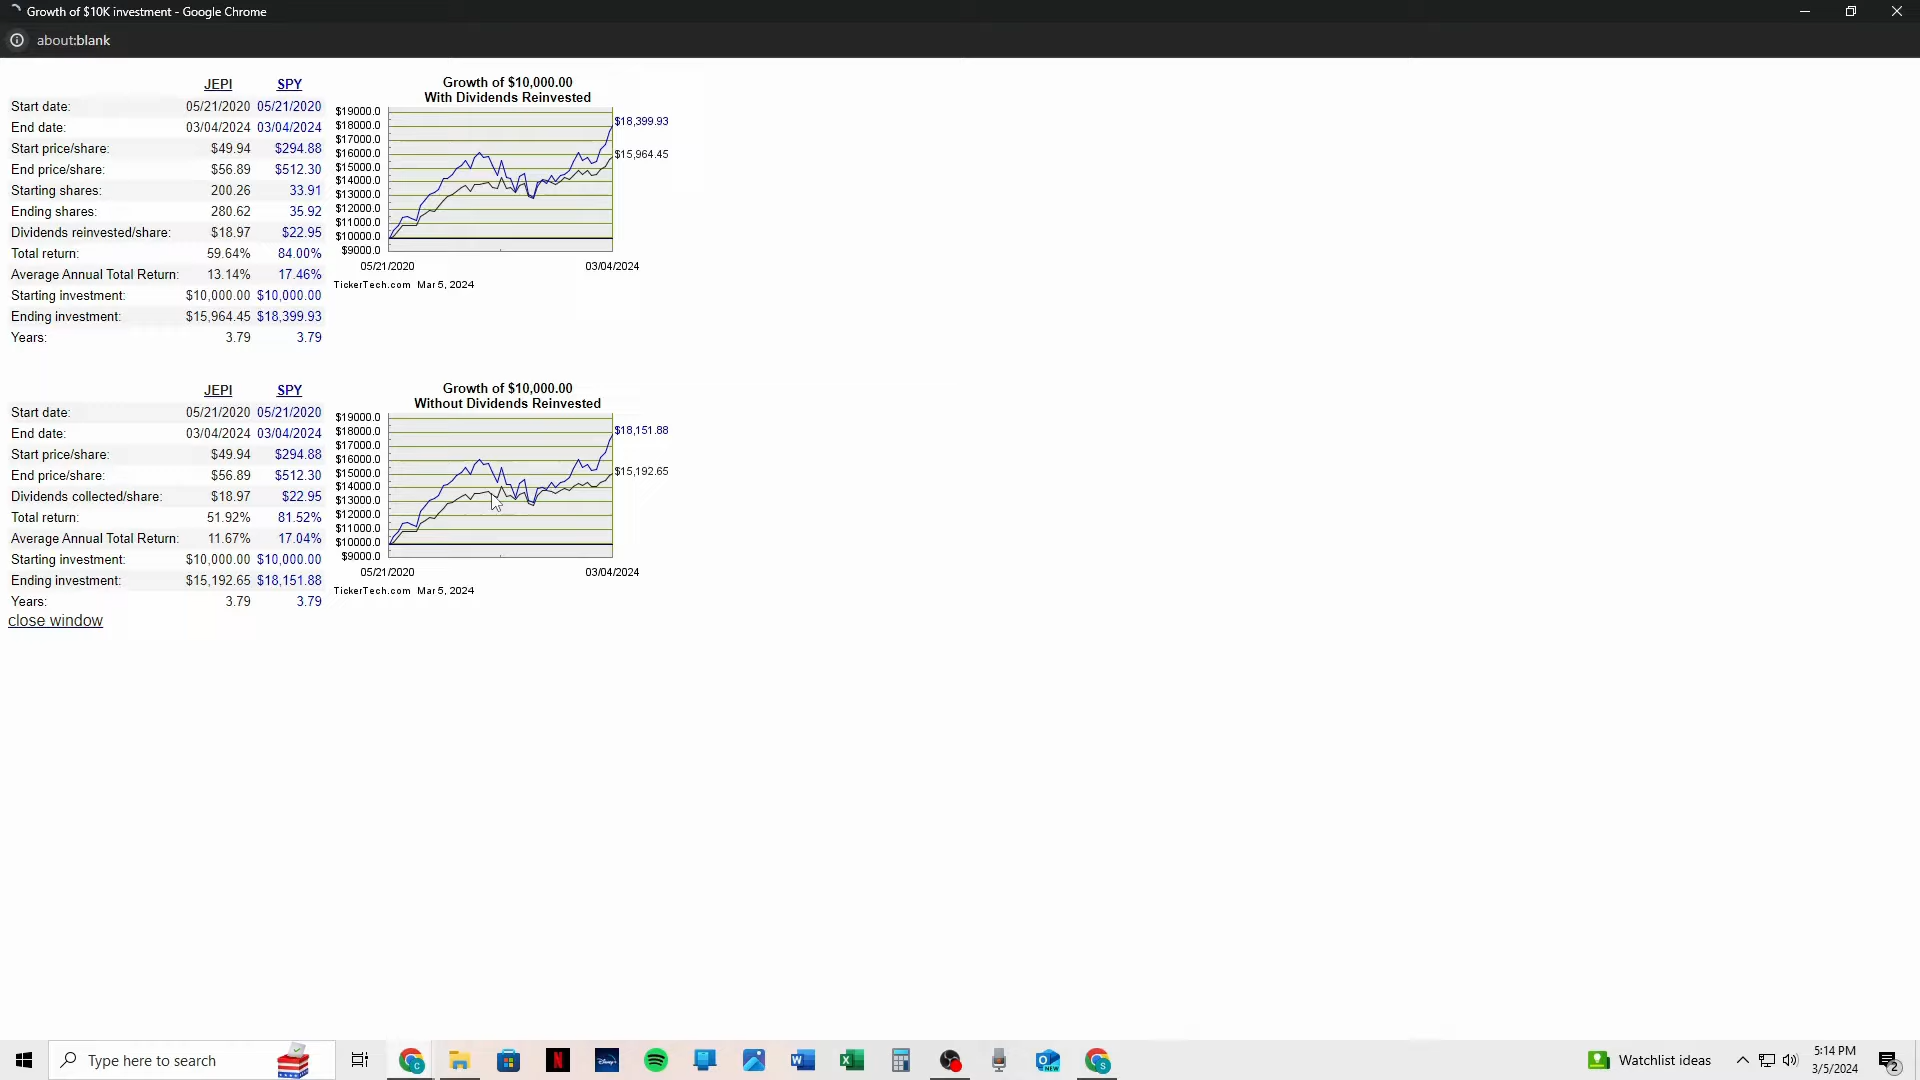 Growth of $10K investment - Google Chrome
about:blank
JEPI SPY
Start date: 05/21/2020 05/21/2020
End date: 03/04/2024 03/04/2024
Start price/share: $49.94 $294.88
End price/share: $56.89 $512.30
Starting shares: 200.26 33.91
Ending shares: 280.62 35.92
Dividends reinvested/share: $18.97 $22.95
Total return: 59.64% 84.00%
Average Annual Total Return: 13.14% 17.46%
Starting investment: $10,000.00 $10,000.00
Ending investment: $15,964.45 $18,399.93
Years: 3.79 3.79
Growth of $10,000.00
With Dividends Reinvested
$19000.0
$18000.0
$17000.0
$16000.0
$15000.0
$14000.0
$13000.0
$12000.0
$11000.0
$10000.0
$9000.0
$18,399.93
$15,964.45
05/21/2020 03/04/2024
TickerTech.com Mar 5, 2024
JEPI SPY
Start date: 05/21/2020 05/21/2020
End date: 03/04/2024 03/04/2024
Start price/share: $49.94 $294.88
End price/share: $56.89 $512.30
Dividends collected/share: $18.97 $22.95
Total return: 51.92% 81.52%
Average Annual Total Return: 11.67% 17.04%
Starting investment: $10,000.00 $10,000.00
Ending investment: $15,192.65 $18,151.88
Years: 3.79 3.79
close window
Growth of $10,000.00
Without Dividends Reinvested
$19000.0
$18000.0
$17000.0
$16000.0
$15000.0
$14000.0
$13000.0
$12000.0
$11000.0
$10000.0
$9000.0
$18,151.88
$15,192.65
05/21/2020 03/04/2024
TickerTech.com Mar 5, 2024
Type here to search
Watchlist ideas
5:14 PM
3/5/2024
2